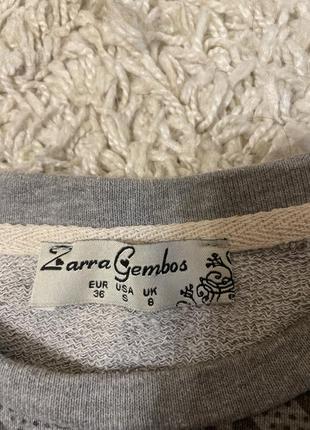 Zarra Gembos
EUR USA UK
36 S 8